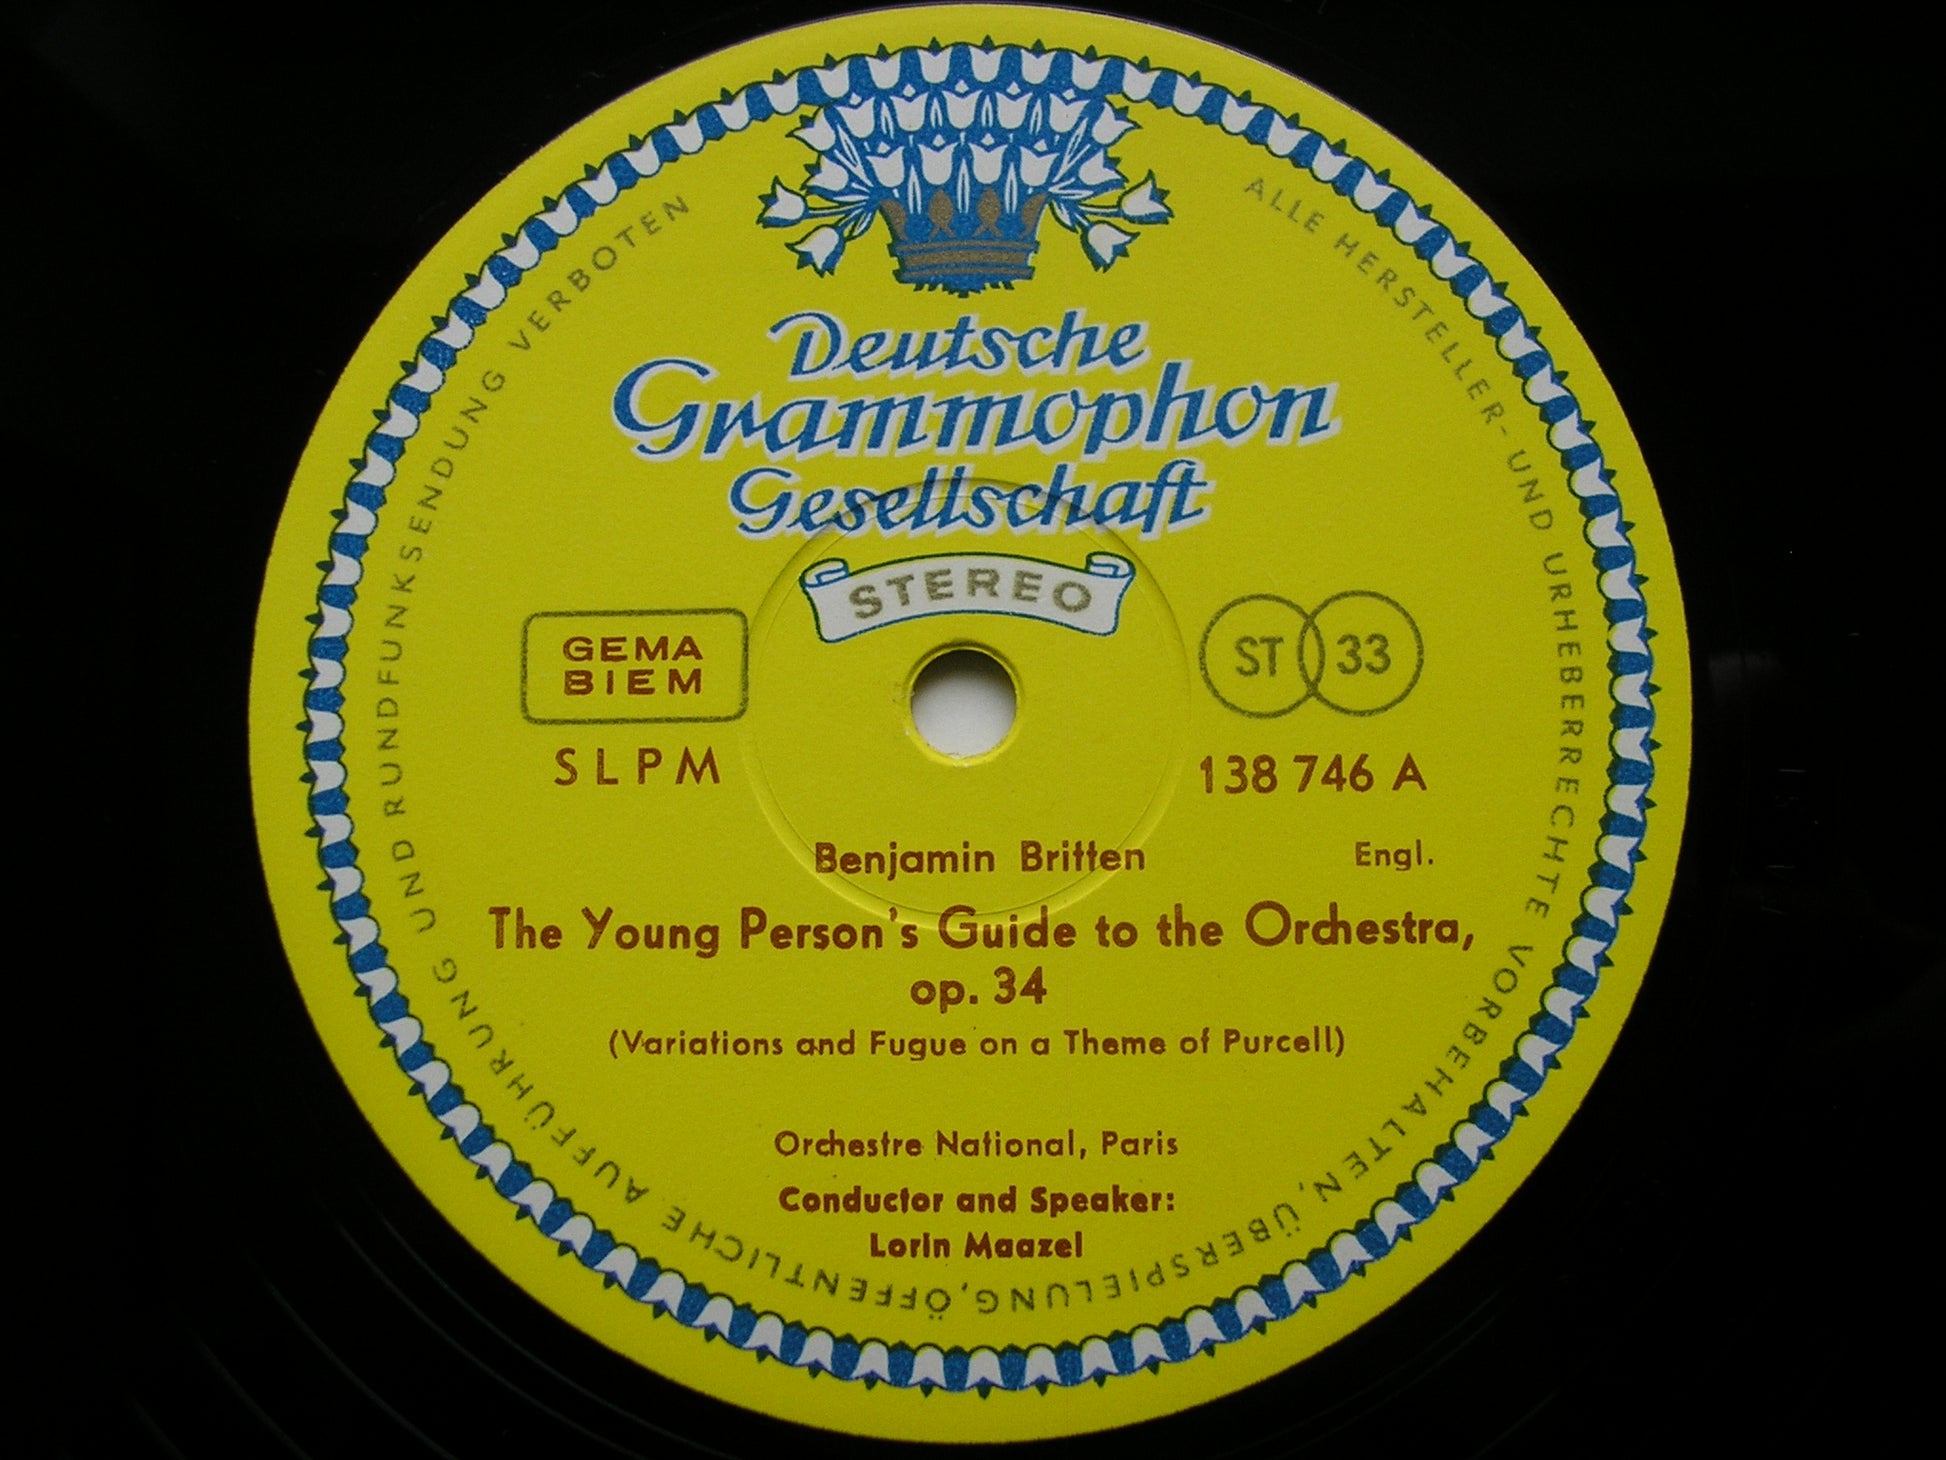 Deutsche
Grammophon
Gesellschaft
STEREO
GEMA
BIEM
ST 33
SLPM
138 746 A
Benjamin Britten
Engl.
The Young Person's Guide to the Orchestra,
op. 34
(Variations and Fugue on a Theme of Purcell)
Orchestre National, Paris
Conductor and Speaker:
Lorin Maazel
ALLE HERSTELLER- UND URHEBERRECHTE VORBEHALTEN, ÜBERSPIELUNG, ÖFFENTLICHE AUFFÜHRUNG UND RUNDFUNKSENDUNG VERBOTEN